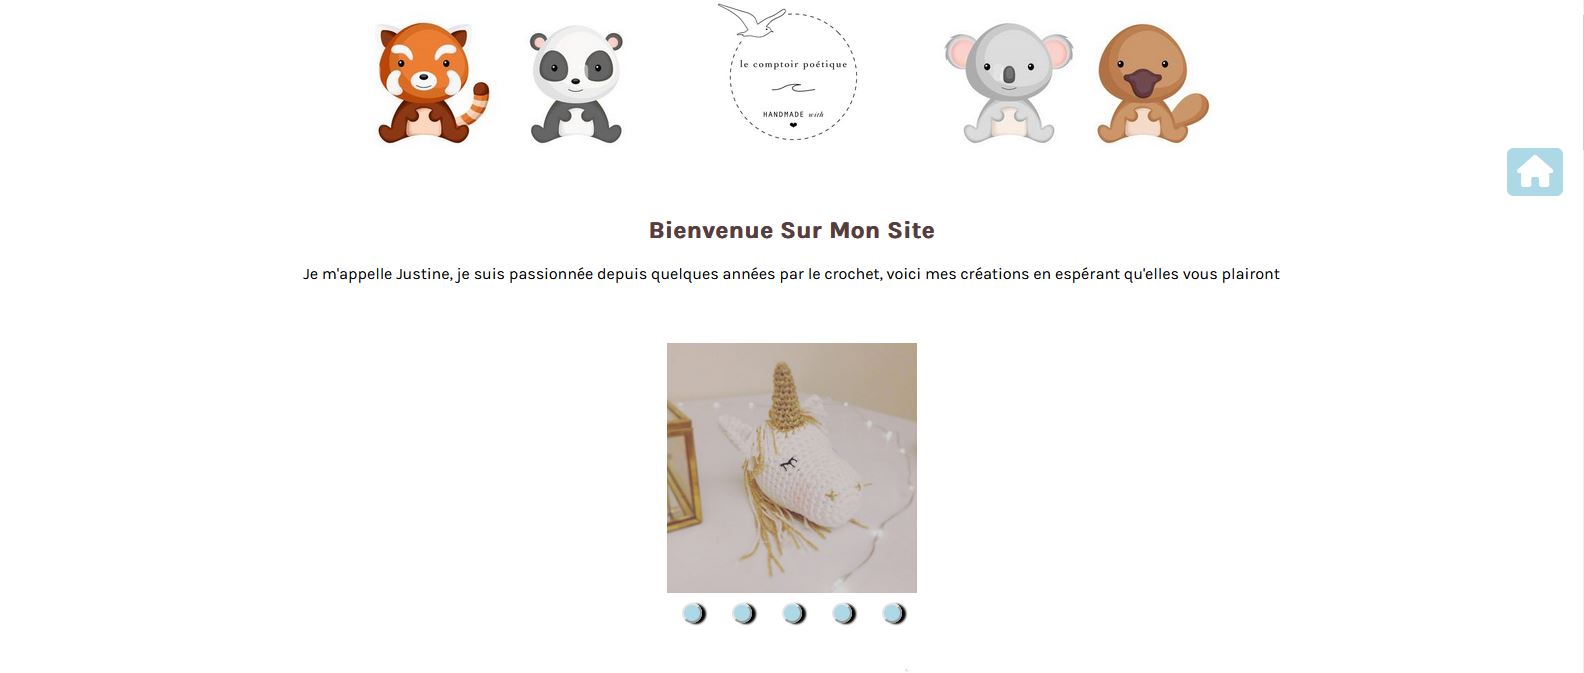 le comptoir poétique
HANDMADE with
Bienvenue Sur Mon Site
Je m'appelle Justine, je suis passionnée depuis quelques années par le crochet, voici mes créations en espérant qu'elles vous plairont